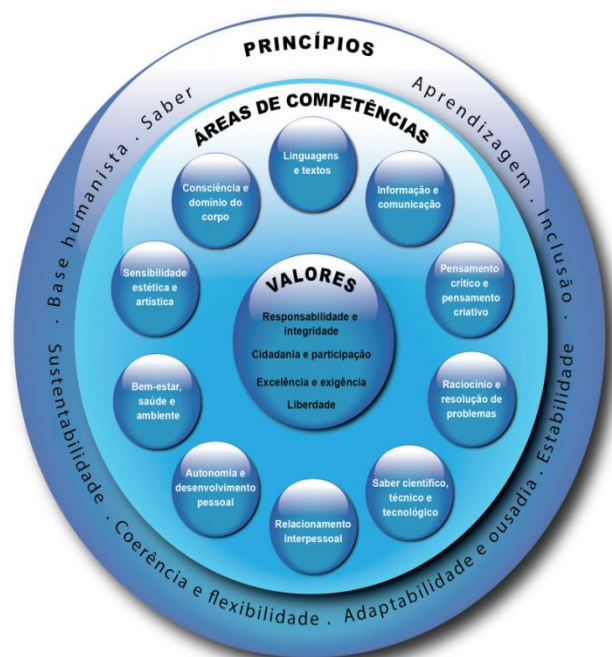 PRINCÍPIOS
Base humanista . Saber
Aprendizagem . Inclusão .
Sustentabilidade . Coerência e flexibilidade . Adaptabilidade e ousadia . Estabilidade
ÁREAS DE COMPETÊNCIAS
Linguagens
e textos
Informação e
comunicação
Pensamento
crítico e
pensamento
criativo
Raciocínio e
resolução de
problemas
Saber científico,
técnico e
tecnológico
Relacionamento
interpessoal
Autonomia e
desenvolvimento
pessoal
Bem-estar,
saúde e
ambiente
Sensibilidade
estética e
artística
Consciência e
domínio do
corpo
VALORES
Responsabilidade e
integridade
Cidadania e participação
Excelência e exigência
Liberdade